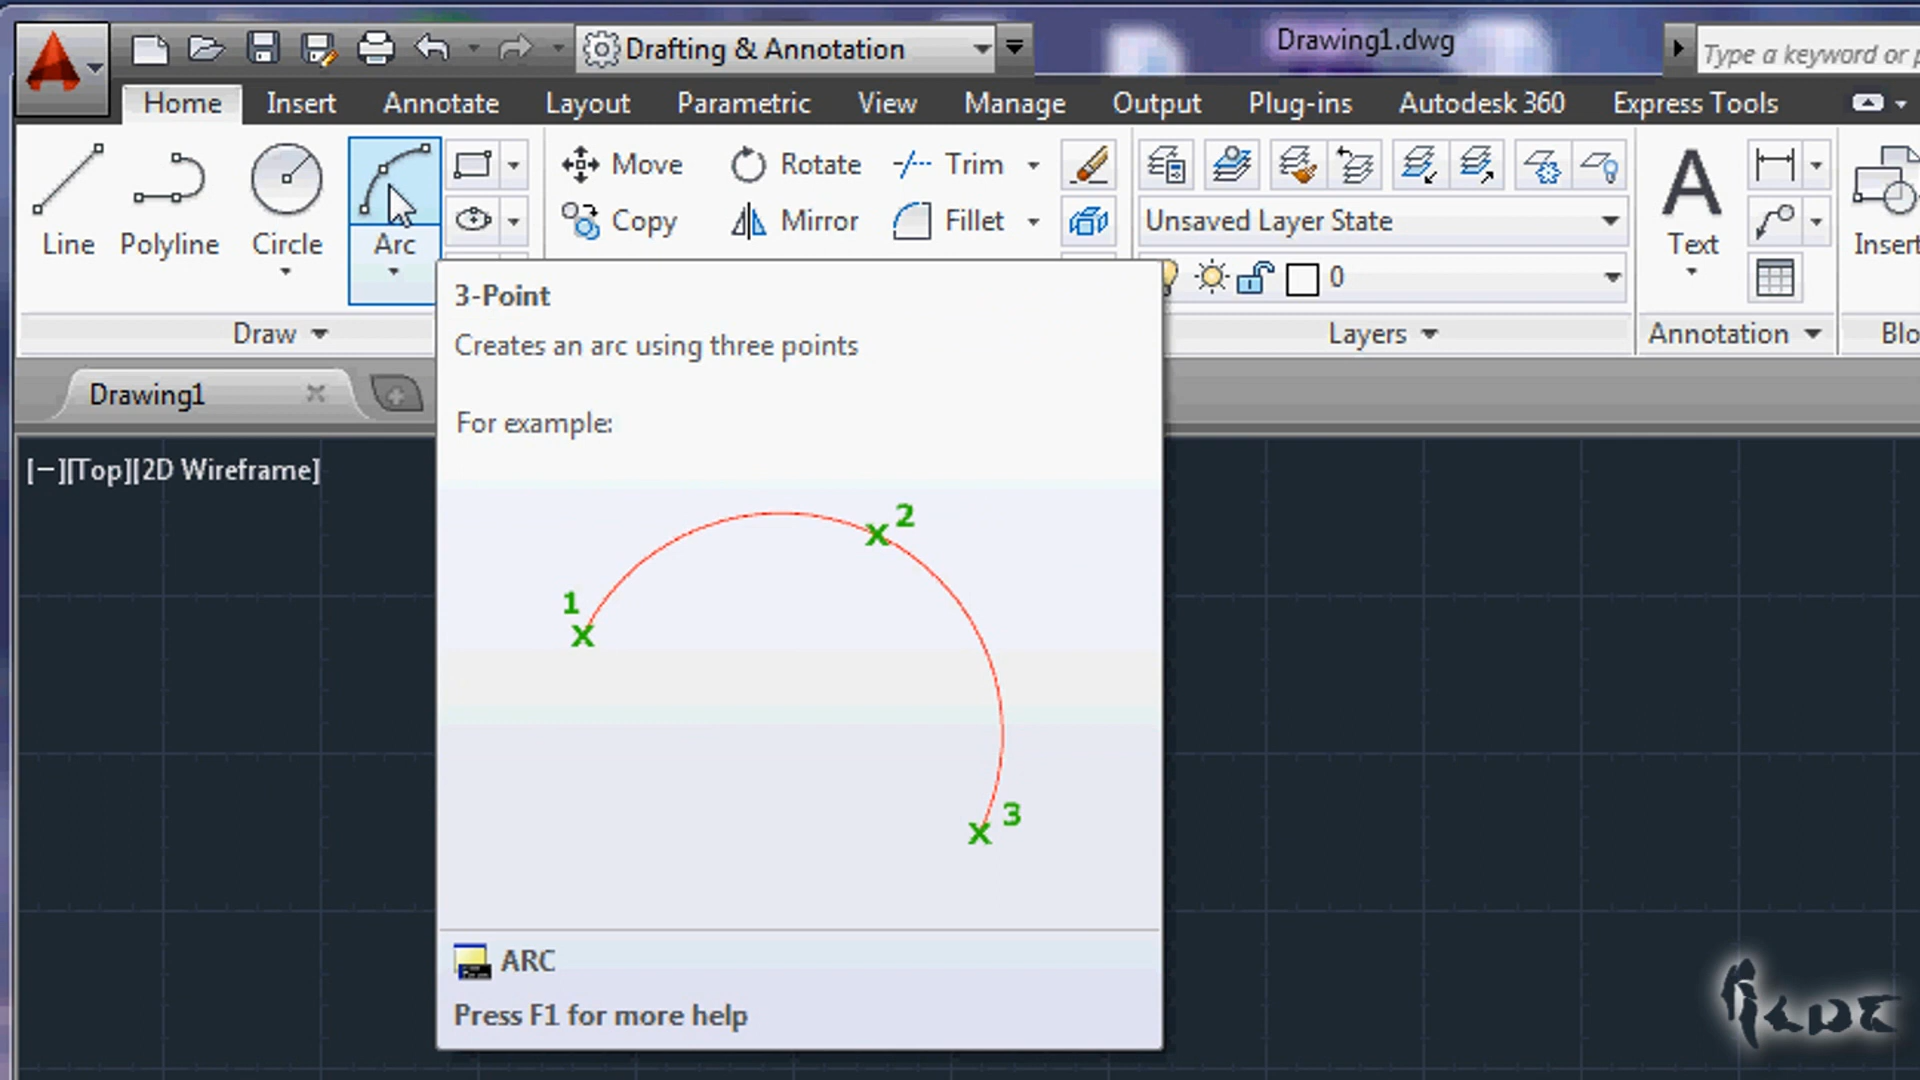 Drafting & Annotation
Drawing1.dwg
Type a keyword or
Home Insert Annotate Layout Parametric View Manage Output Plug-ins Autodesk 360 Express Tools
Line Polyline Circle Arc
Move Rotate Trim
Copy Mirror Fillet
Unsaved Layer State
0
Text
Insert
Draw
Layers
Annotation
Blo
Drawing1
[−][Top][2D Wireframe]
3-Point
Creates an arc using three points
For example:
1
2
3
ARC
Press F1 for more help